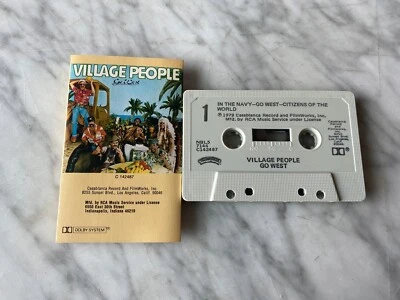 VILLAGE PEOPLE
Go West
C 142487
Casablanca Record and FilmWorks, Inc.
8255 Sunset Blvd., Los Angeles, Calif. 90046
Mfd. by RCA Music Service under License
6550 East 30th Street
Indianapolis, Indiana 46219
DOLBY SYSTEM
1
IN THE NAVY—GO WEST—CITIZENS OF THE
WORLD
© 1979 Casablanca Record and FilmWorks, Inc.
Mfd. by RCA Music Service under License
NBL5
7144
C142487
VILLAGE PEOPLE
GO WEST